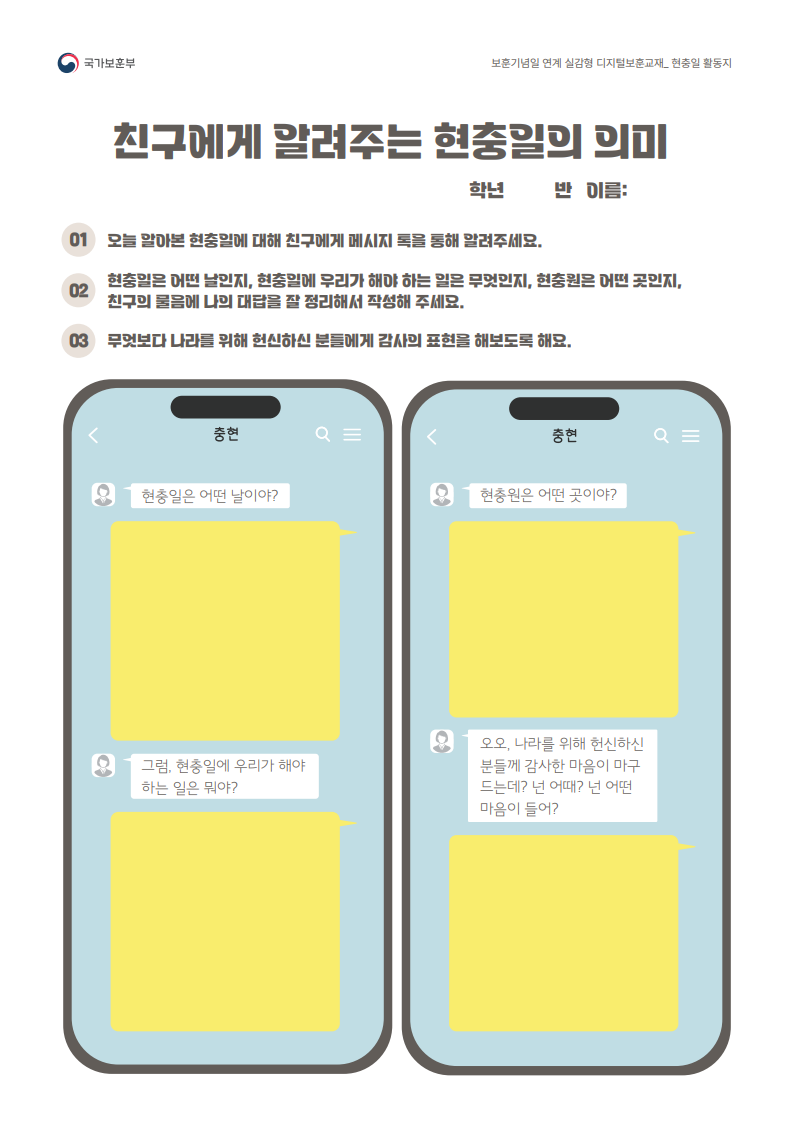 국가보훈부
보훈기념일 연계 실감형 디지털보훈교재_ 현충일 활동지
친구에게 알려주는 현충일의 의미
학년 반 이름:
01 오늘 알아본 현충일에 대해 친구에게 메시지 톡을 통해 알려주세요.
02 현충일은 어떤 날인지, 현충일에 우리가 해야 하는 일은 무엇인지, 현충원은 어떤 곳인지,
친구의 물음에 나의 대답을 잘 정리해서 작성해 주세요.
03 무엇보다 나라를 위해 헌신하신 분들에게 감사의 표현을 해보도록 해요.
충현
현충일은 어떤 날이야?
그럼, 현충일에 우리가 해야
하는 일은 뭐야?
충현
현충원은 어떤 곳이야?
오오, 나라를 위해 헌신하신
분들께 감사한 마음이 마구
드는데? 넌 어때? 넌 어떤
마음이 들어?